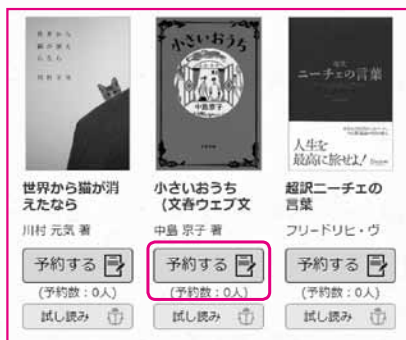 世界から
猫が消え
たなら
川村元気
小さいおうち
中島京子
超訳
ニーチェの言葉
人生を
最高に旅せよ!
世界から猫が消
えたなら
川村 元気 著
予約する
(予約数:0人)
試し読み
小さいおうち
(文春ウェブ文
中島 京子 著
予約する
(予約数:0人)
試し読み
超訳ニーチェの
言葉
フリードリヒ・ヴ
予約する
(予約数:0人)
試し読み